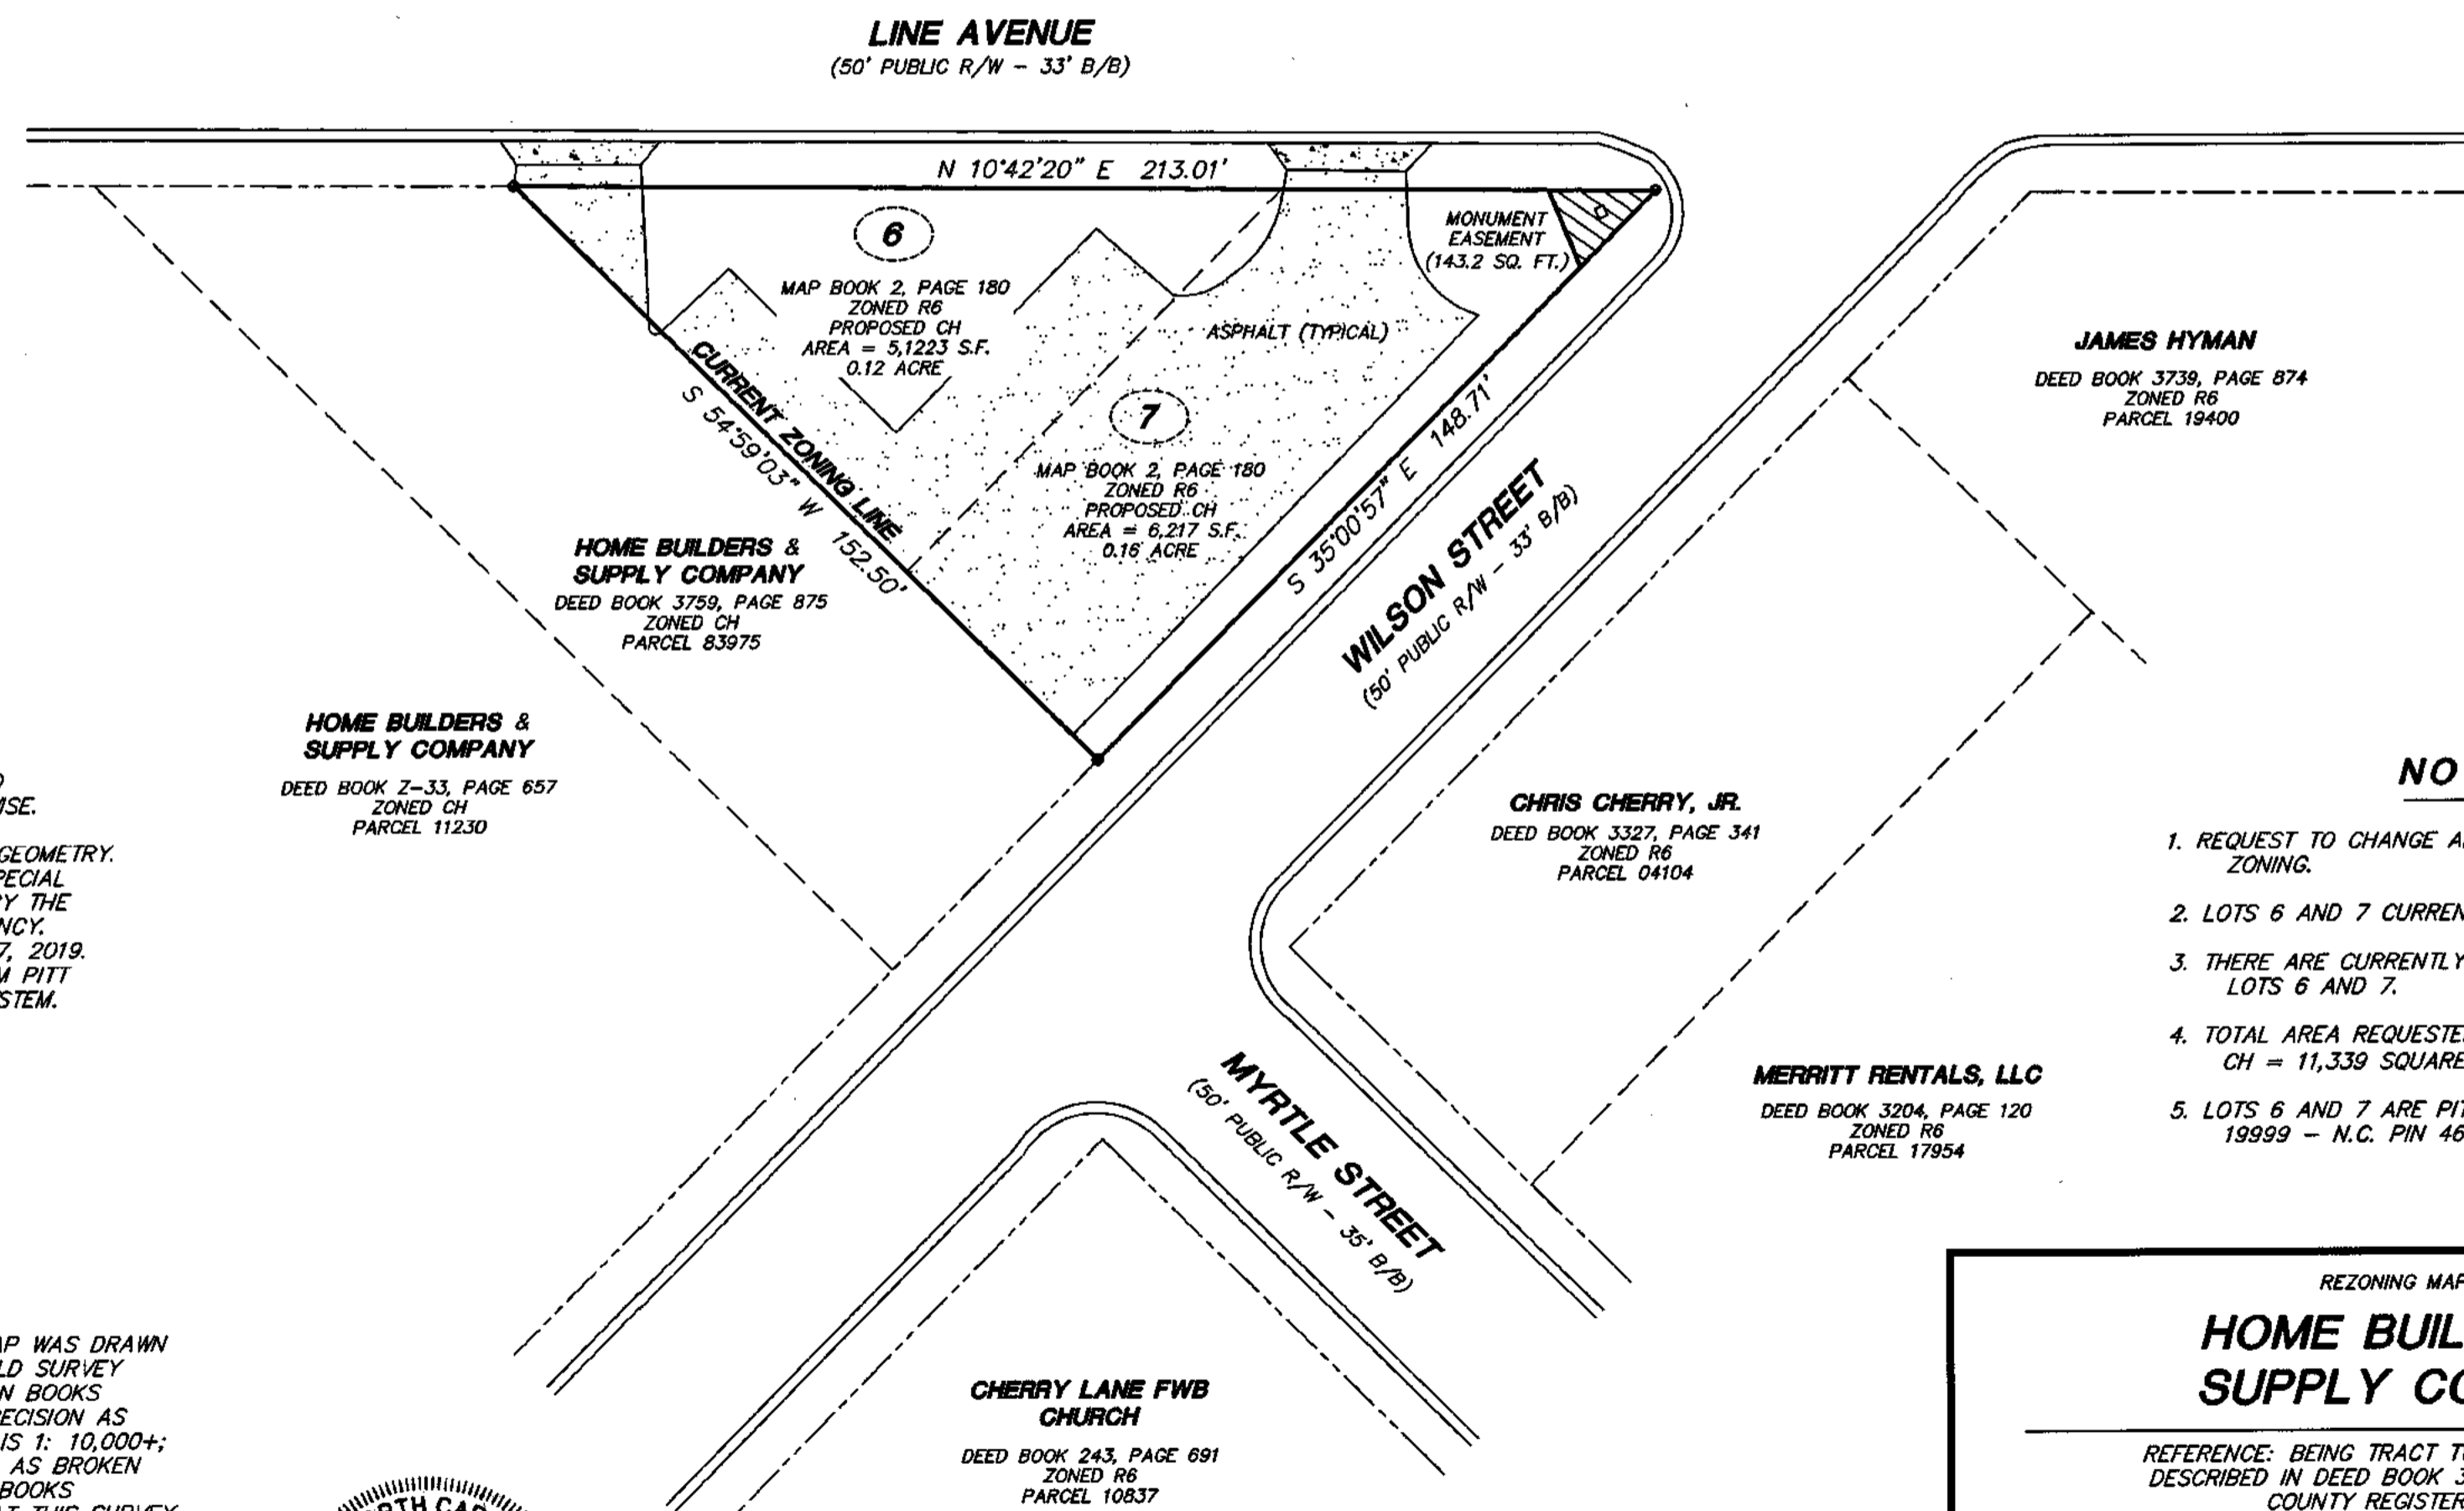 LINE AVENUE
(50' PUBLIC R/W - 33' B/B)
N 10°42'20" E 213.01'
6
MAP BOOK 2, PAGE 180
ZONED R6
PROPOSED CH
AREA = 5,1223 S.F.
0.12 ACRE
MONUMENT
EASEMENT
(143.2 SQ. FT.)
ASPHALT (TYPICAL)
7
MAP BOOK 2, PAGE 180
ZONED R6
PROPOSED CH
AREA = 6,217 S.F.
0.16 ACRE
CURRENT ZONING LINE
S 54°59'03" W 152.50'
S 35°00'57" E 148.71'
WILSON STREET
(50' PUBLIC R/W - 33' B/B)
JAMES HYMAN
DEED BOOK 3739, PAGE 874
ZONED R6
PARCEL 19400
HOME BUILDERS &
SUPPLY COMPANY
DEED BOOK 3759, PAGE 875
ZONED CH
PARCEL 83975
HOME BUILDERS &
SUPPLY COMPANY
DEED BOOK Z-33, PAGE 657
ZONED CH
PARCEL 11230
CHRIS CHERRY, JR.
DEED BOOK 3327, PAGE 341
ZONED R6
PARCEL 04104
MERRITT RENTALS, LLC
DEED BOOK 3204, PAGE 120
ZONED R6
PARCEL 17954
MYRTLE STREET
(50' PUBLIC R/W - 35' B/B)
CHERRY LANE FWB
CHURCH
DEED BOOK 243, PAGE 691
ZONED R6
PARCEL 10837
GEOMETRY.
THE
7, 2019.
PITT
WAS DRAWN
SURVEY
BOOKS
AS
IS 1: 10,000+;
AS BROKEN
BOOKS
THIS SURVEY
NO
1. REQUEST TO CHANGE
ZONING.
2. LOTS 6 AND 7
3. THERE ARE CURRENTLY
LOTS 6 AND 7.
4. TOTAL AREA
CH = 11,339 SQUARE
5. LOTS 6 AND 7 ARE
19999 - N.C. PIN 46
REZONING MAP
HOME BUIL
SUPPLY CO
REFERENCE: BEING TRACT
DESCRIBED IN DEED BOOK 3
COUNTY REGISTER